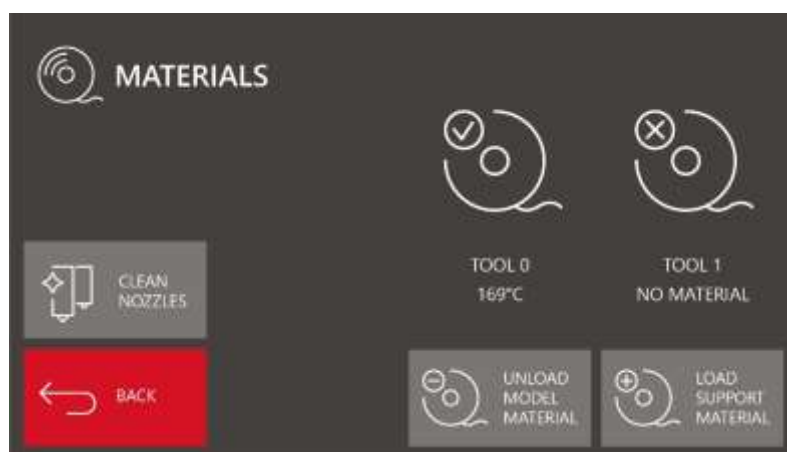 MATERIALS
TOOL 0
169°C
TOOL 1
NO MATERIAL
CLEAN
NOZZLES
BACK
UNLOAD
MODEL
MATERIAL
LOAD
SUPPORT
MATERIAL